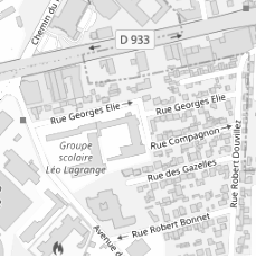 Chemin du
D 933
Rue Georges Elie
Rue Georges Elie
Rue Compagnon
Groupe
scolaire
Léo Lagrange
Rue des Gazelles
Rue Robert Douvillez
Rue Robert Bonnet
Avenue d